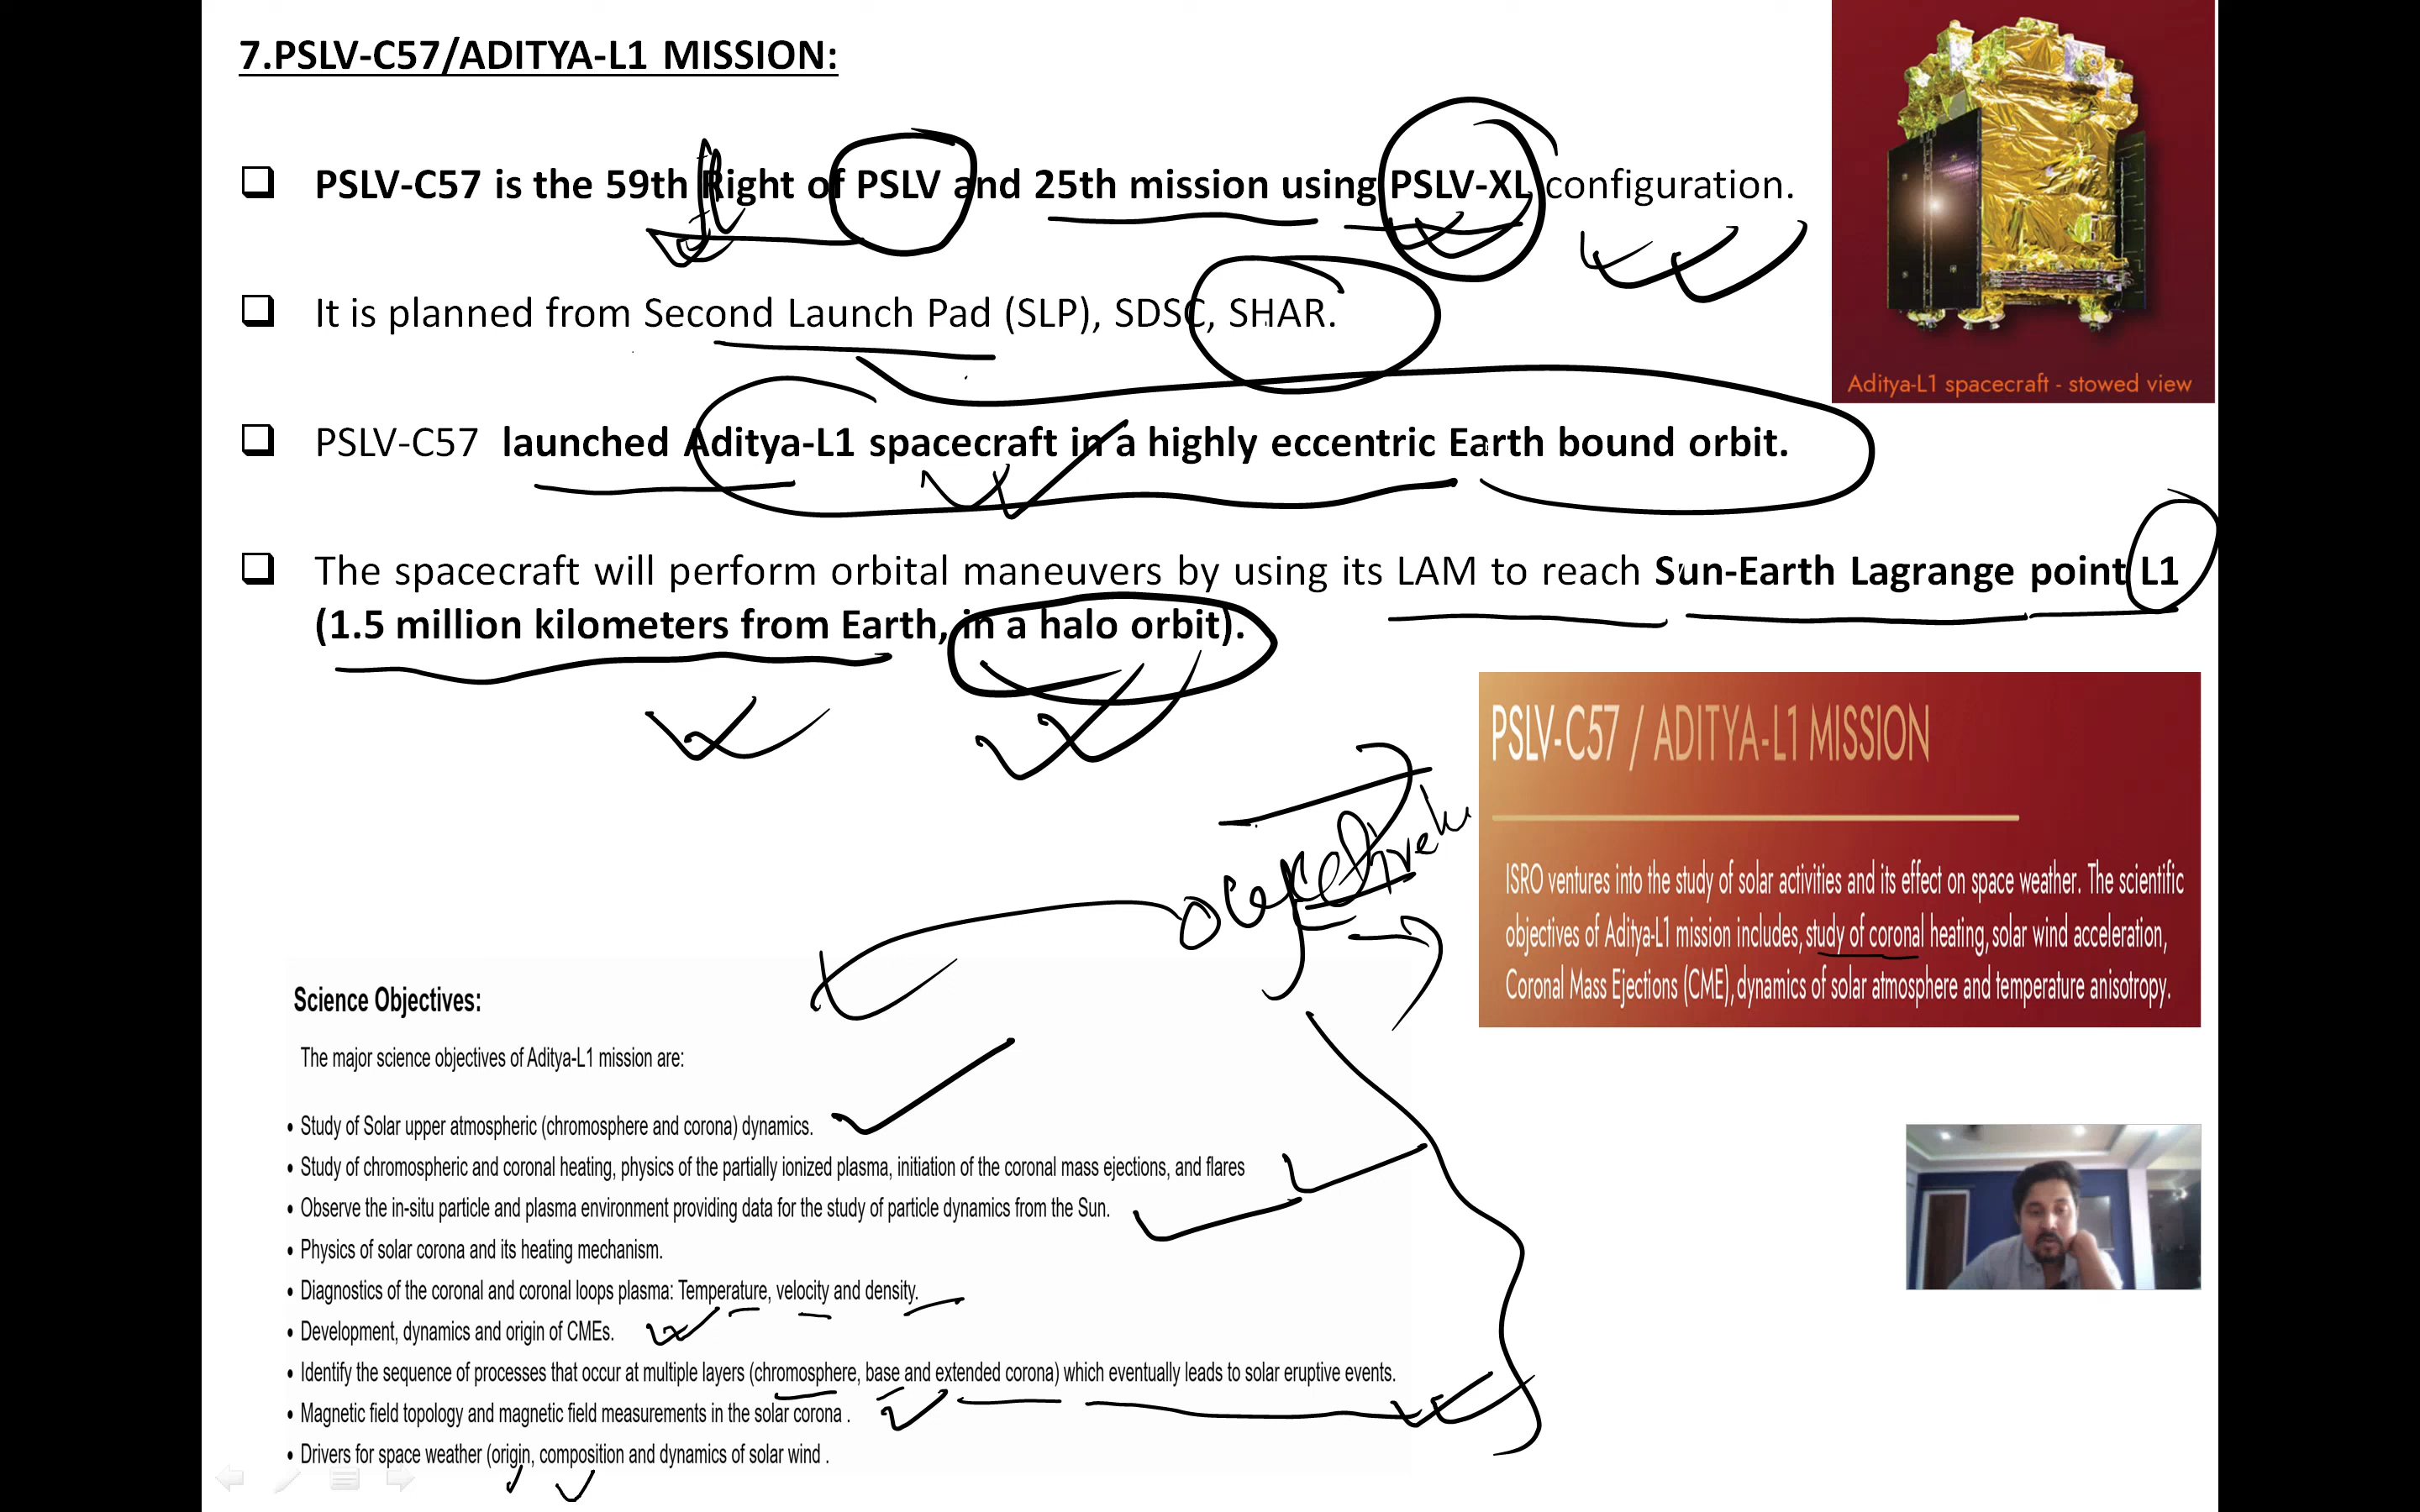 7.PSLV-C57/ADITYA-L1 MISSION:
PSLV-C57 is the 59th Right of PSLV and 25th mission using PSLV-XL configuration.
fl
It is planned from Second Launch Pad (SLP), SDSC, SHAR.
Aditya-L1 spacecraft - stowed view
PSLV-C57 launched Aditya-L1 spacecraft in a highly eccentric Earth bound orbit.
The spacecraft will perform orbital maneuvers by using its LAM to reach Sun-Earth Lagrange point L1
(1.5 million kilometers from Earth, in a halo orbit).
PSLV-C57 / ADITYA-L1 MISSION
ISRO ventures into the study of solar activities and its effect on space weather. The scientific
objectives of Aditya-L1 mission includes, study of coronal heating, solar wind acceleration,
Coronal Mass Ejections (CME), dynamics of solar atmosphere and temperature anisotropy.
Science Objectives:
The major science objectives of Aditya-L1 mission are:
• Study of Solar upper atmospheric (chromosphere and corona) dynamics.
• Study of chromospheric and coronal heating, physics of the partially ionized plasma, initiation of the coronal mass ejections, and flares
• Observe the in-situ particle and plasma environment providing data for the study of particle dynamics from the Sun.
• Physics of solar corona and its heating mechanism.
• Diagnostics of the coronal and coronal loops plasma: Temperature, velocity and density.
• Development, dynamics and origin of CMEs.
• Identify the sequence of processes that occur at multiple layers (chromosphere, base and extended corona) which eventually leads to solar eruptive events.
• Magnetic field topology and magnetic field measurements in the solar corona .
• Drivers for space weather (origin, composition and dynamics of solar wind .